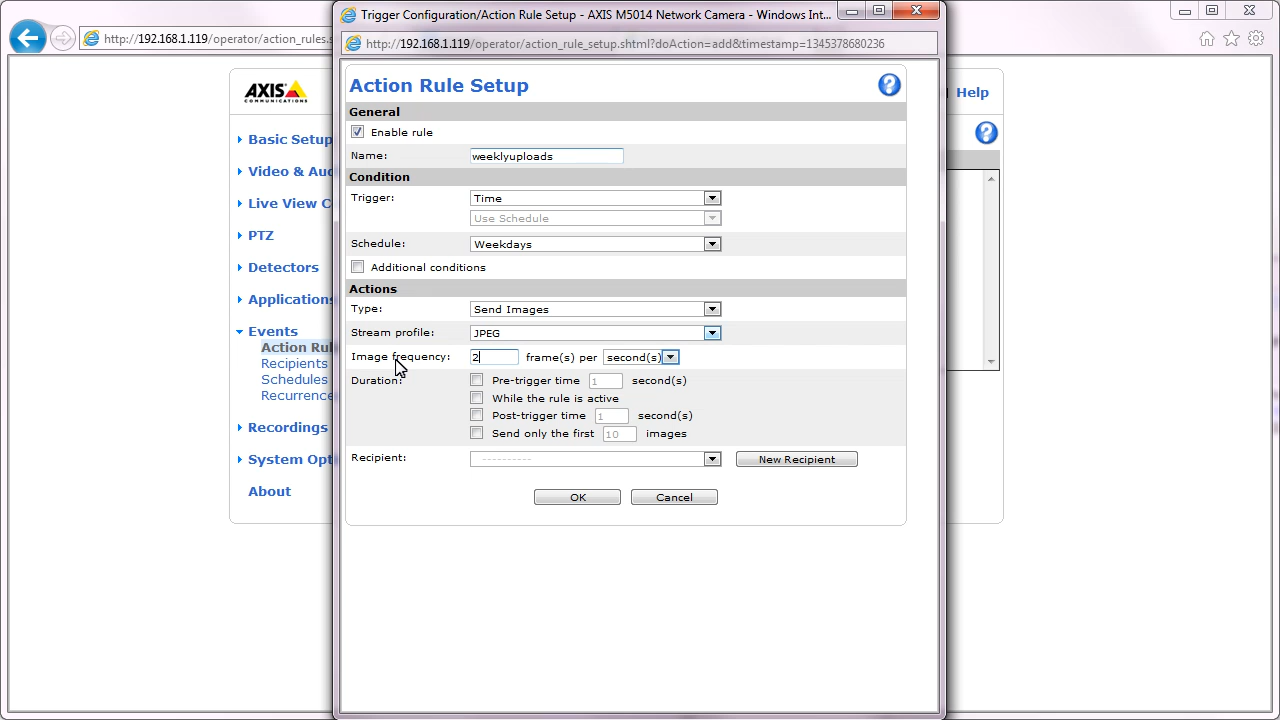 Trigger Configuration/Action Rule Setup - AXIS M5014 Network Camera - Windows Int...
http://192.168.1.119/operator/action_rules.s
http://192.168.1.119/operator/action_rule_setup.shtml?doAction=add&timestamp=1345378680236
AXIS
COMMUNICATIONS
Help
Basic Setup
Video & Aud
Live View C
PTZ
Detectors
Applications
Events
Action Rul
Recipients
Schedules
Recurrence
Recordings
System Opt
About
Action Rule Setup
?
?
General
Enable rule
Name: weeklyuploads
Condition
Trigger: Time
Use Schedule
Schedule: Weekdays
Additional conditions
Actions
Type: Send Images
Stream profile: JPEG
Image frequency: 2 frame(s) per second(s)
Duration: Pre-trigger time 1 second(s)
While the rule is active
Post-trigger time 1 second(s)
Send only the first 10 images
Recipient: ---------- New Recipient
OK Cancel